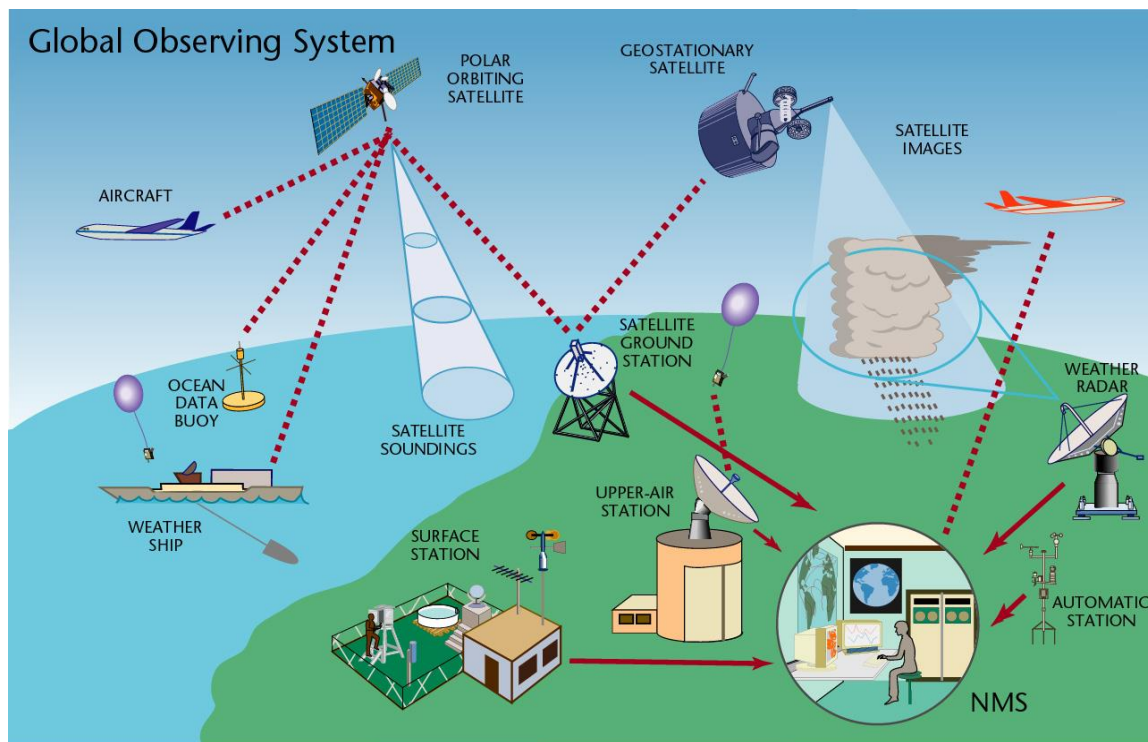 Global Observing System
POLAR
ORBITING
SATELLITE
GEOSTATIONARY
SATELLITE
SATELLITE
IMAGES
AIRCRAFT
SATELLITE
GROUND
STATION
WEATHER
RADAR
OCEAN
DATA
BUOY
SATELLITE
SOUNDINGS
UPPER-AIR
STATION
WEATHER
SHIP
SURFACE
STATION
AUTOMATIC
STATION
NMS